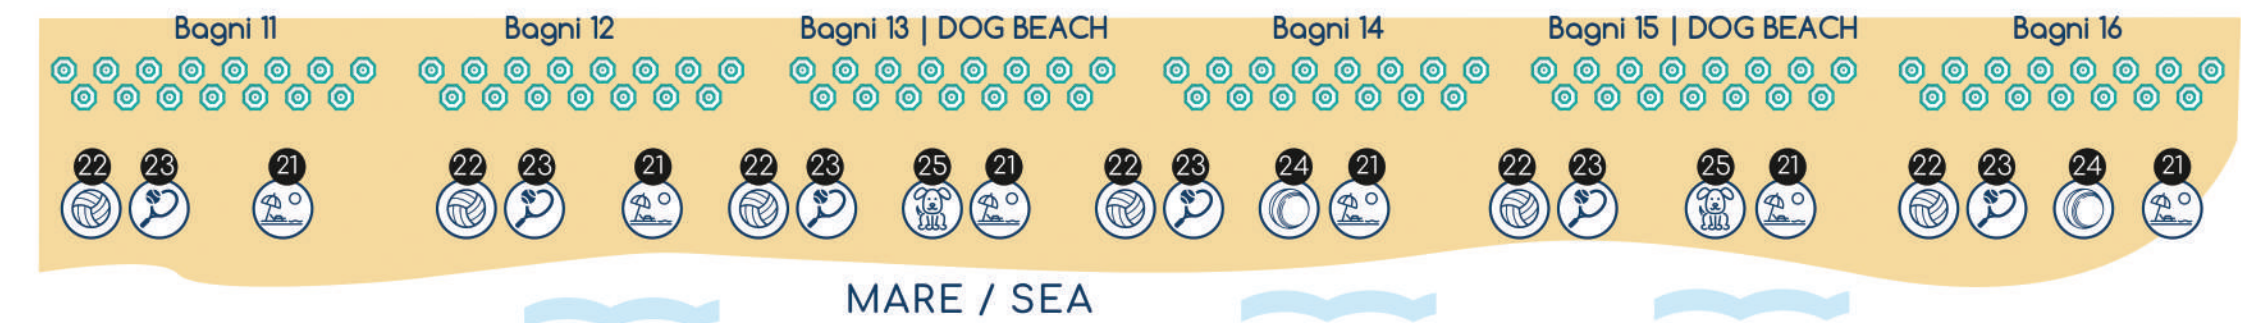 Bagni 11 Bagni 12 Bagni 13 | DOG BEACH Bagni 14 Bagni 15 | DOG BEACH Bagni 16
22 23 21 22 23 21 22 23 25 21 22 23 24 21 22 23 25 21 22 23 24 21
MARE / SEA